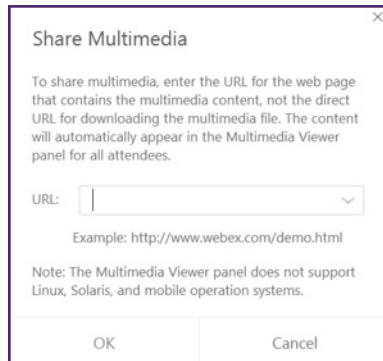 Share Multimedia
To share multimedia, enter the URL for the web page
that contains the multimedia content, not the direct
URL for downloading the multimedia file. The content
will automatically appear in the Multimedia Viewer
panel for all attendees.
URL:
Example: http://www.webex.com/demo.html
Note: The Multimedia Viewer panel does not support
Linux, Solaris, and mobile operating systems.
OK Cancel